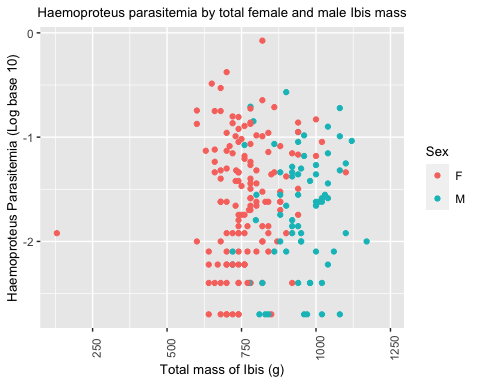 Haemoproteus parasitemia by total female and male Ibis mass
Haemoproteus Parasitemia (Log base 10)
0
-1
-2
250
500
750
1000
1250
Total mass of Ibis (g)
Sex
F
M